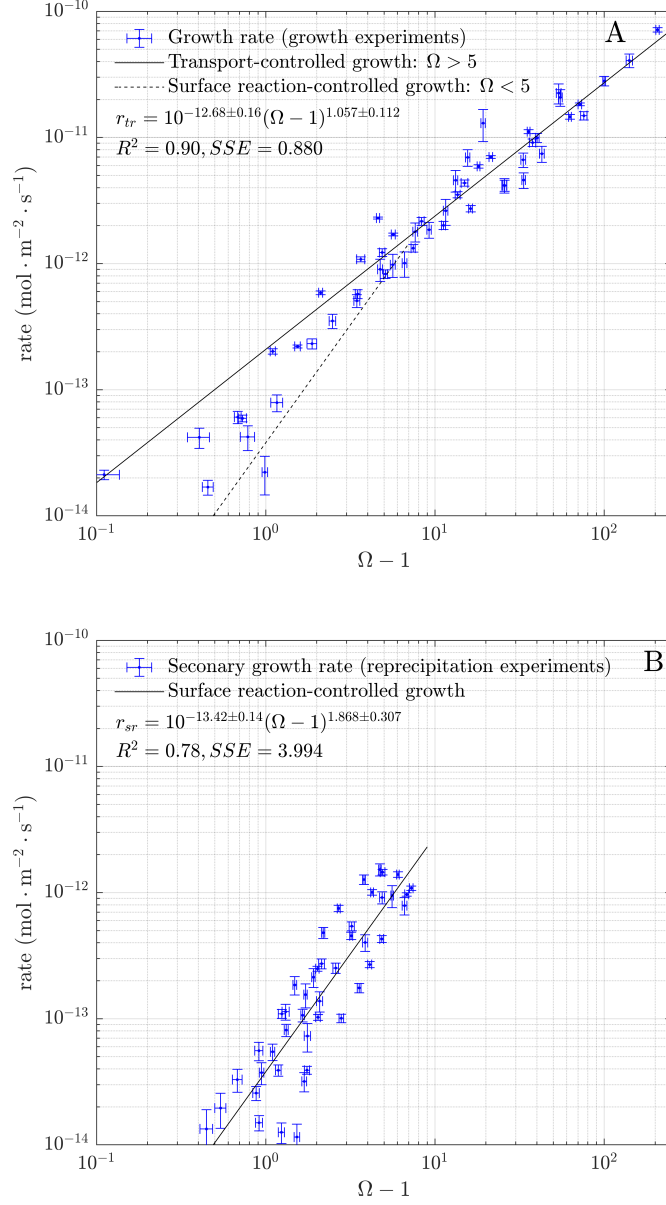 A
Growth rate (growth experiments)
Transport-controlled growth: Ω > 5
Surface reaction-controlled growth: Ω < 5
r_{tr} = 10^{−12.68±0.16}(Ω − 1)^{1.057±0.112}
R^2 = 0.90, SSE = 0.880
rate (mol · m^{−2} · s^{−1})
10^{−10}
10^{−11}
10^{−12}
10^{−13}
10^{−14}
10^{−1} 10^0 10^1 10^2
Ω − 1
B
Seconary growth rate (reprecipitation experiments)
Surface reaction-controlled growth
r_{sr} = 10^{−13.42±0.14}(Ω − 1)^{1.868±0.307}
R^2 = 0.78, SSE = 3.994
rate (mol · m^{−2} · s^{−1})
10^{−10}
10^{−11}
10^{−12}
10^{−13}
10^{−14}
10^{−1} 10^0 10^1 10^2
Ω − 1